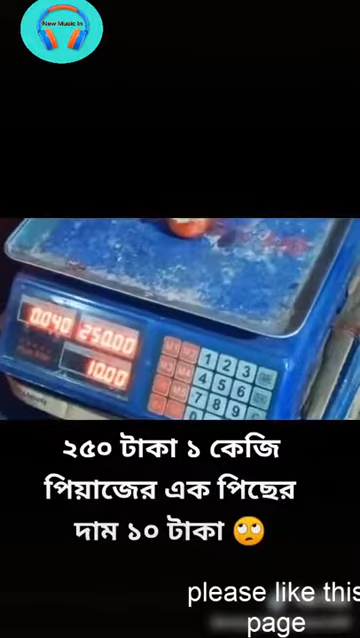 New Music In
0.040 250.00
10.00
1 2 3
4 5 6
7 8 9
0
২৫০ টাকা ১ কেজি
পিয়াজের এক পিছের
দাম ১০ টাকা 🙄
please like this
page